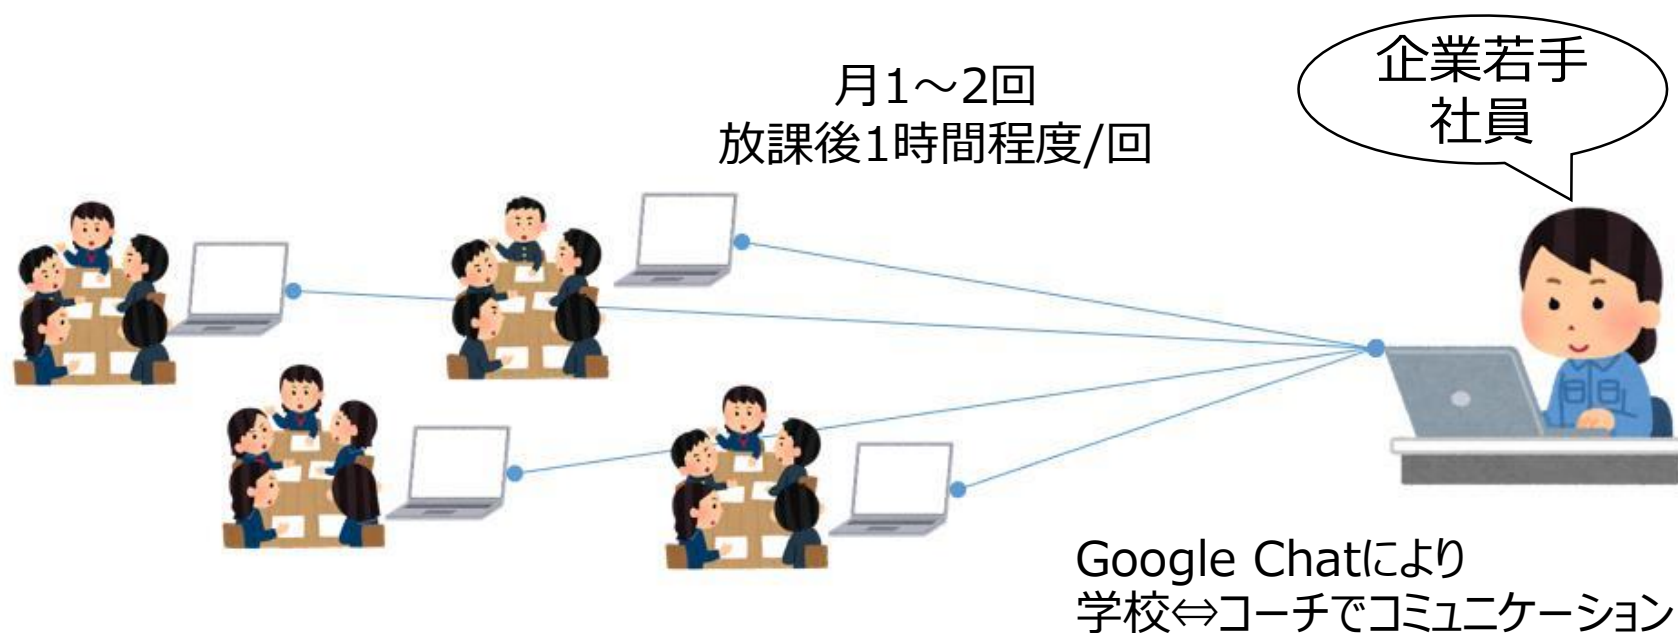 月1～2回
放課後1時間程度/回
企業若手
社員
Google Chatにより
学校⇔コーチでコミュニケーション